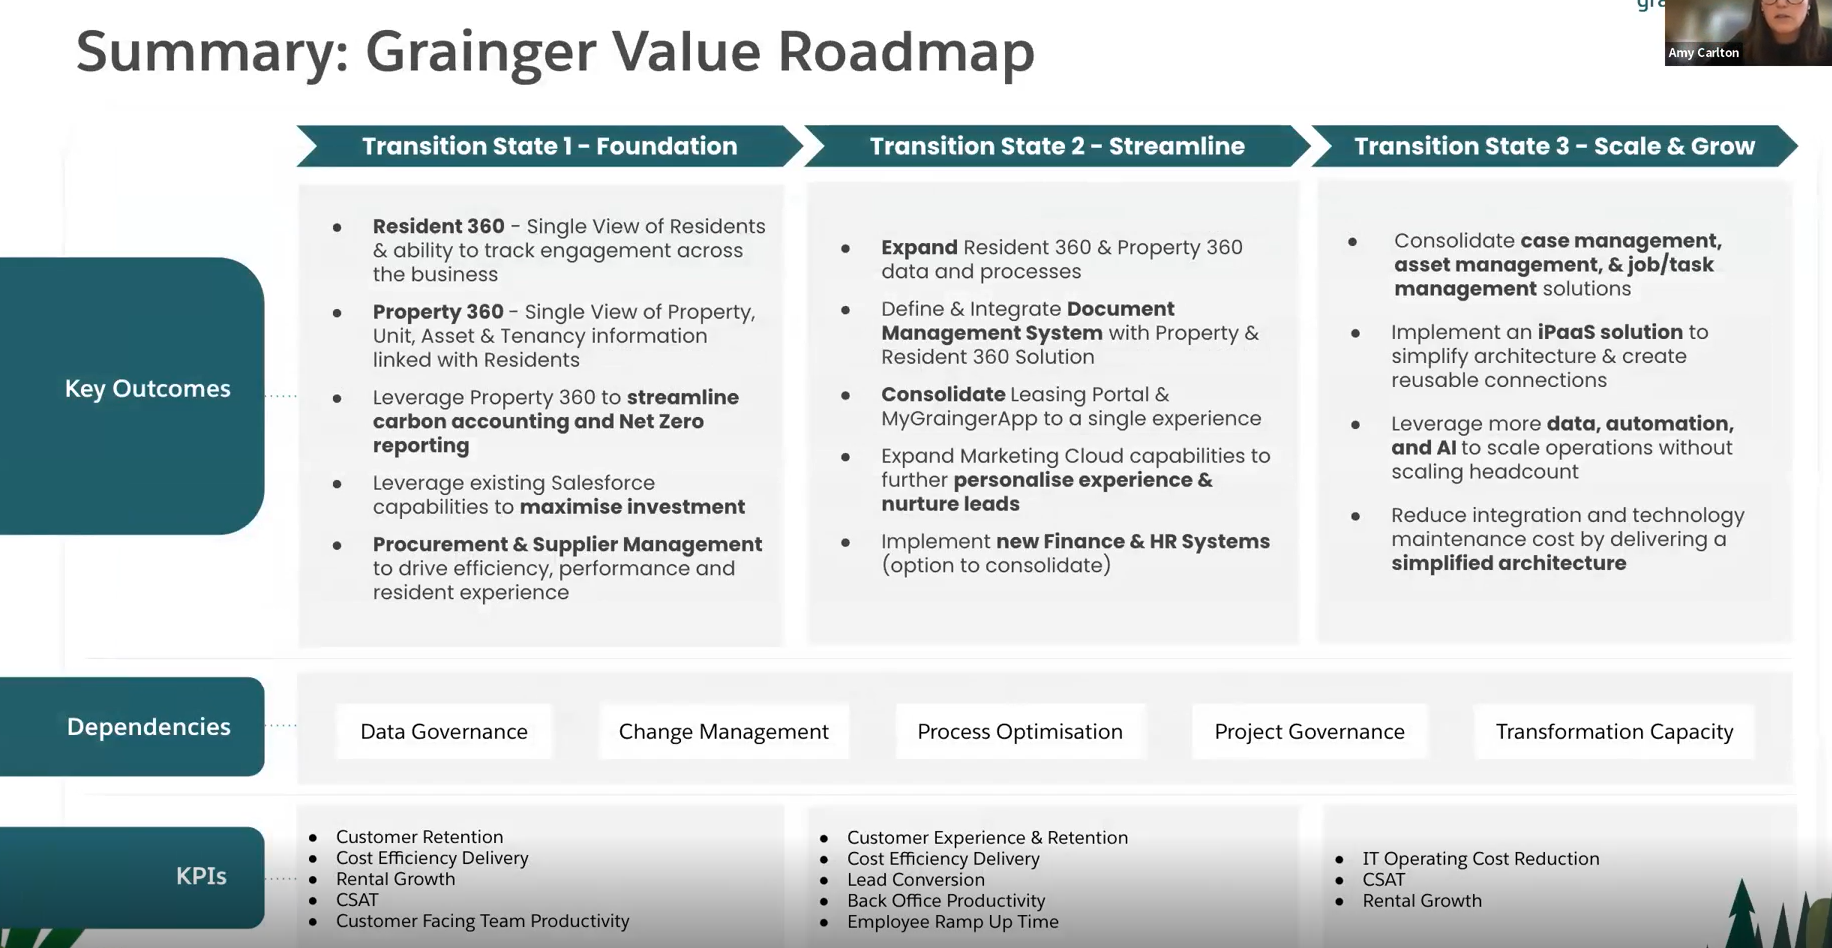 gra
Amy Carlton
Summary: Grainger Value Roadmap
Transition State 1 - Foundation
Transition State 2 - Streamline
Transition State 3 - Scale & Grow
Key Outcomes
● Resident 360 - Single View of Residents
& ability to track engagement across
the business
● Property 360 - Single View of Property,
Unit, Asset & Tenancy information
linked with Residents
● Leverage Property 360 to streamline
carbon accounting and Net Zero
reporting
● Leverage existing Salesforce
capabilities to maximise investment
● Procurement & Supplier Management
to drive efficiency, performance and
resident experience
● Expand Resident 360 & Property 360
data and processes
● Define & Integrate Document
Management System with Property &
Resident 360 Solution
● Consolidate Leasing Portal &
MyGraingerApp to a single experience
● Expand Marketing Cloud capabilities to
further personalise experience &
nurture leads
● Implement new Finance & HR Systems
(option to consolidate)
● Consolidate case management,
asset management, & job/task
management solutions
● Implement an iPaaS solution to
simplify architecture & create
reusable connections
● Leverage more data, automation,
and AI to scale operations without
scaling headcount
● Reduce integration and technology
maintenance cost by delivering a
simplified architecture
Dependencies
Data Governance
Change Management
Process Optimisation
Project Governance
Transformation Capacity
KPIs
● Customer Retention
● Cost Efficiency Delivery
● Rental Growth
● CSAT
● Customer Facing Team Productivity
● Customer Experience & Retention
● Cost Efficiency Delivery
● Lead Conversion
● Back Office Productivity
● Employee Ramp Up Time
● IT Operating Cost Reduction
● CSAT
● Rental Growth